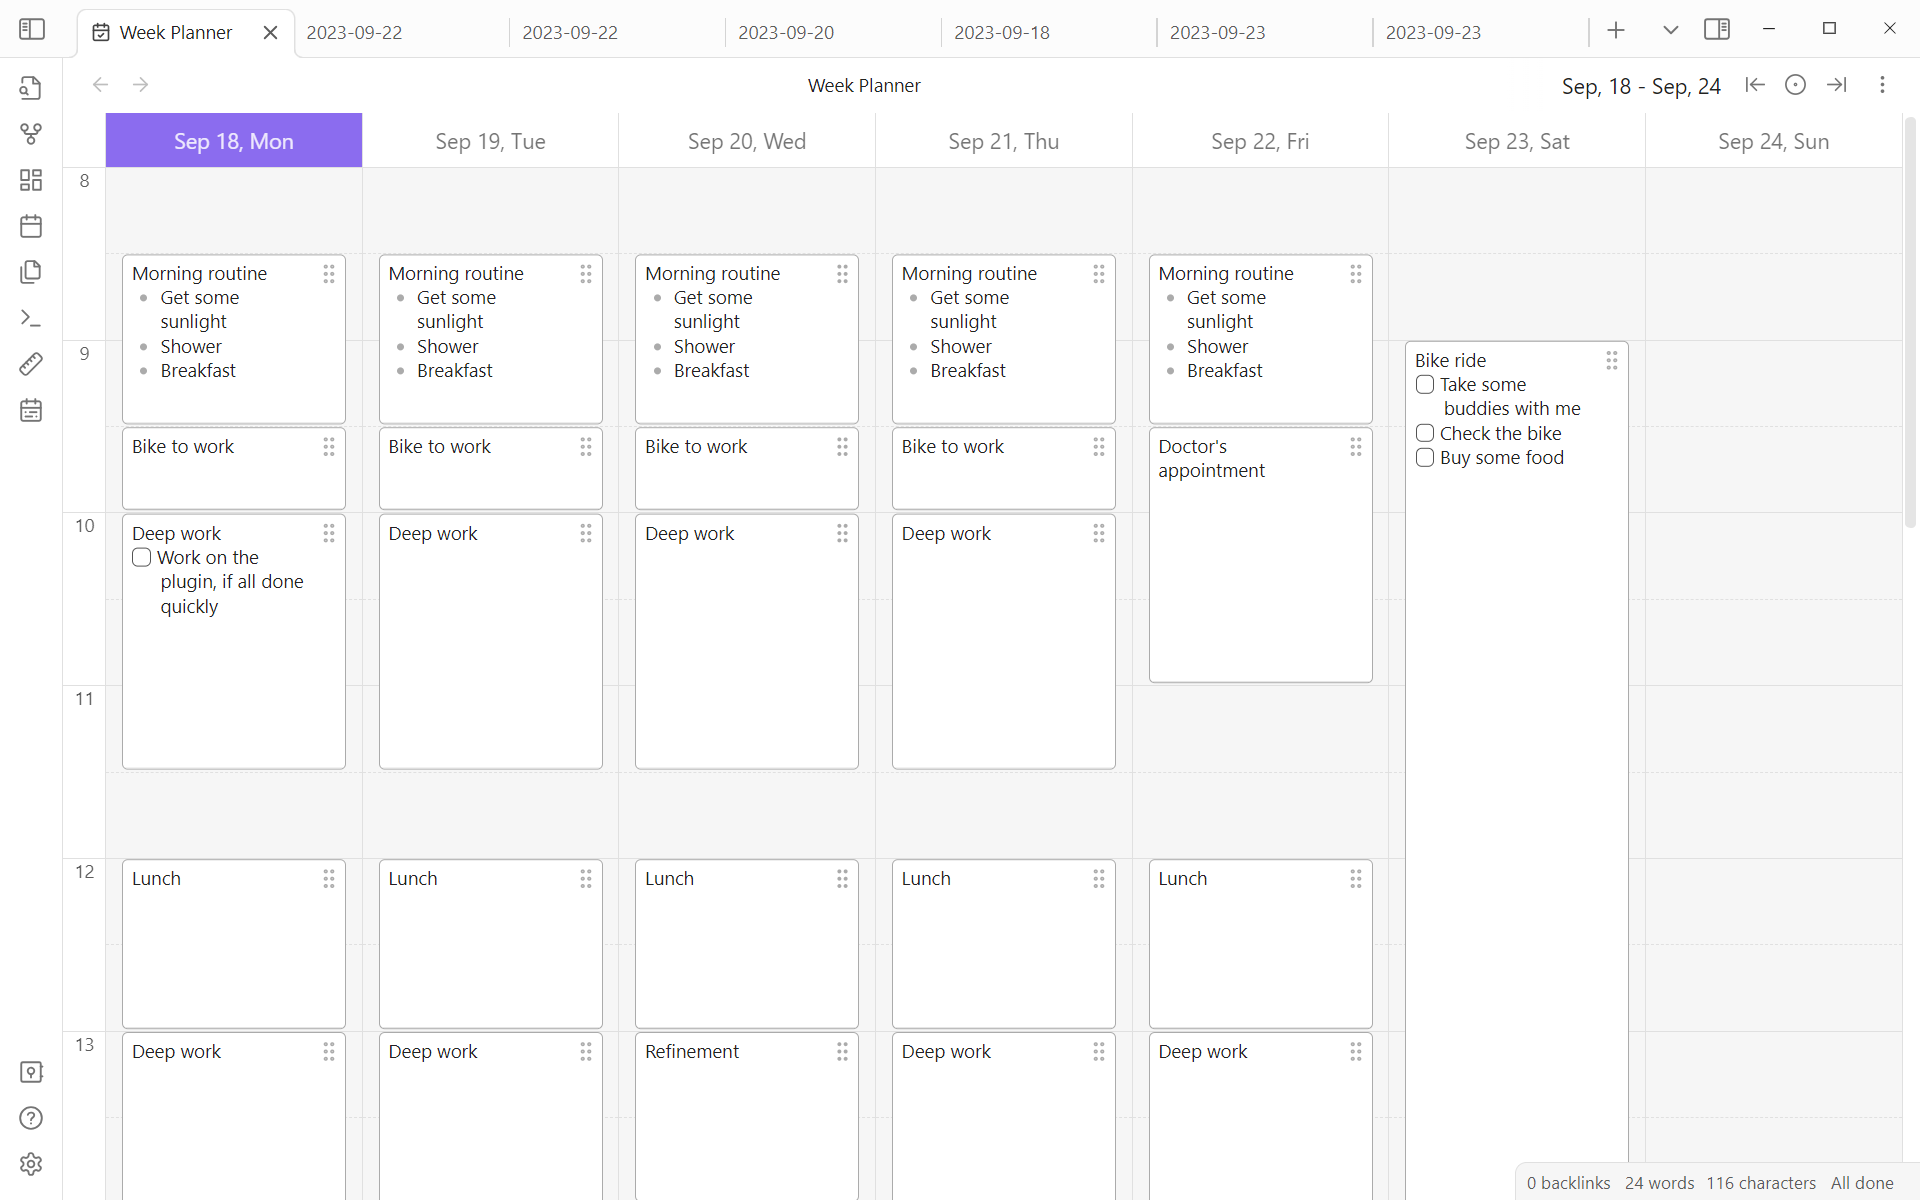 Week Planner
2023-09-22
2023-09-22
2023-09-20
2023-09-18
2023-09-23
2023-09-23
Week Planner
Sep, 18 - Sep, 24
Sep 18, Mon
Sep 19, Tue
Sep 20, Wed
Sep 21, Thu
Sep 22, Fri
Sep 23, Sat
Sep 24, Sun
8
9
10
11
12
13
Morning routine
Get some
sunlight
Shower
Breakfast
Bike to work
Deep work
Work on the
plugin, if all done
quickly
Lunch
Deep work
Morning routine
Get some
sunlight
Shower
Breakfast
Bike to work
Deep work
Lunch
Deep work
Morning routine
Get some
sunlight
Shower
Breakfast
Bike to work
Deep work
Lunch
Refinement
Morning routine
Get some
sunlight
Shower
Breakfast
Bike to work
Deep work
Lunch
Deep work
Morning routine
Get some
sunlight
Shower
Breakfast
Doctor's
appointment
Lunch
Deep work
Bike ride
Take some
buddies with me
Check the bike
Buy some food
0 backlinks 24 words 116 characters All done